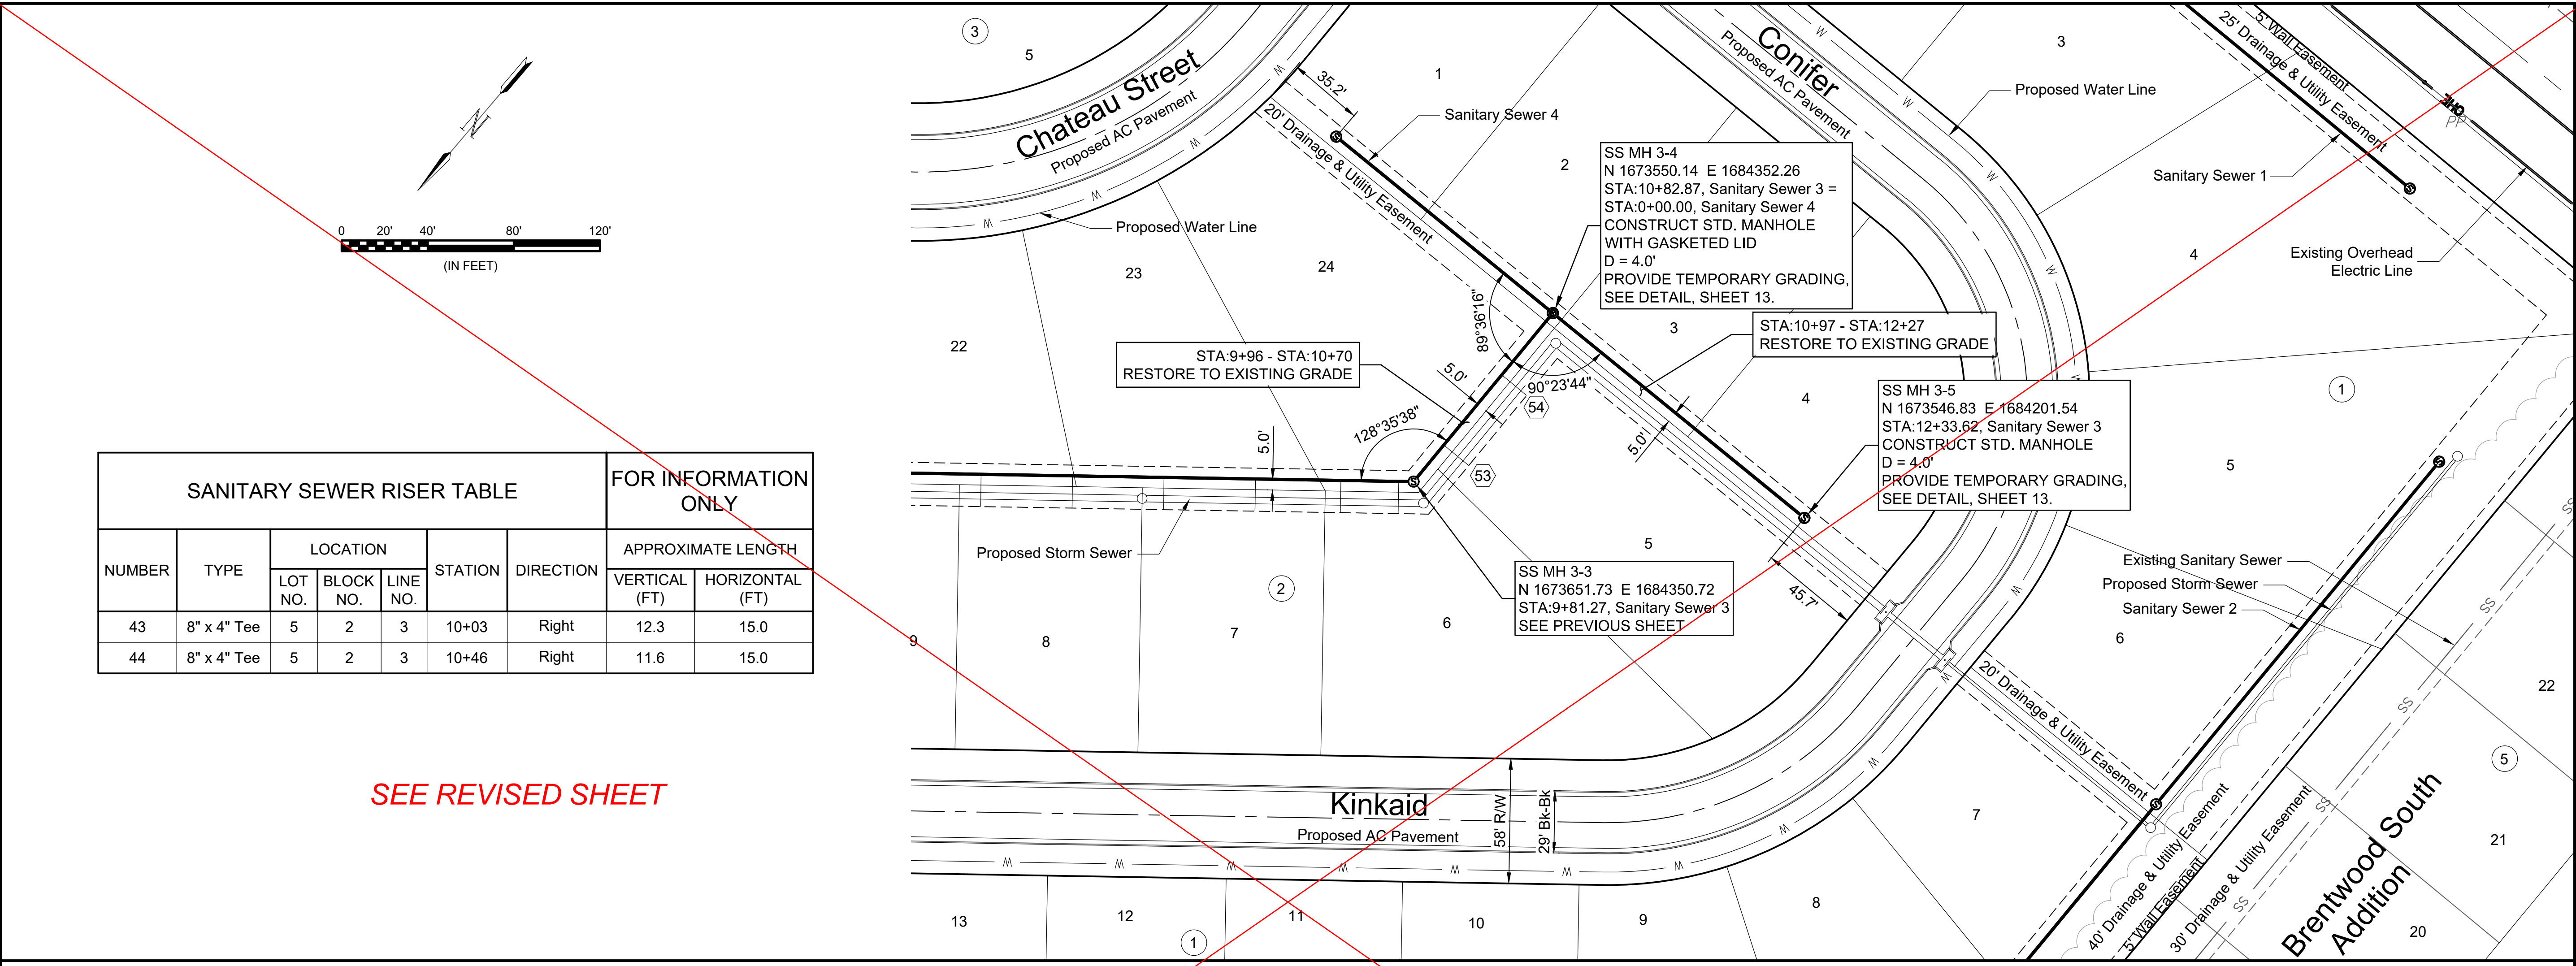 N
0 20' 40' 80' 120'
(IN FEET)
SANITARY SEWER RISER TABLE
FOR INFORMATION ONLY
NUMBER TYPE LOCATION STATION DIRECTION APPROXIMATE LENGTH
LOT NO. BLOCK NO. LINE NO. VERTICAL (FT) HORIZONTAL (FT)
43 8" x 4" Tee 5 2 3 10+03 Right 12.3 15.0
44 8" x 4" Tee 5 2 3 10+46 Right 11.6 15.0
SEE REVISED SHEET
3
5
Chateau Street
Proposed AC Pavement
Proposed Water Line
35.2'
20' Drainage & Utility Easement
Sanitary Sewer 4
1
2
Conifer
Proposed AC Pavement
3
Proposed Water Line
25' Drainage & Utility Easement
5' Wall Easement
OHE
PP
Sanitary Sewer 1
Existing Overhead
Electric Line
4
SS MH 3-4
N 1673550.14 E 1684352.26
STA:10+82.87, Sanitary Sewer 3 =
STA:0+00.00, Sanitary Sewer 4
CONSTRUCT STD. MANHOLE
WITH GASKETED LID
D = 4.0'
PROVIDE TEMPORARY GRADING,
SEE DETAIL, SHEET 13.
23
24
22
89°36'16"
3
STA:10+97 - STA:12+27
RESTORE TO EXISTING GRADE
STA:9+96 - STA:10+70
RESTORE TO EXISTING GRADE
5.0'
90°23'44"
54
4
1
SS MH 3-5
N 1673546.83 E 1684201.54
STA:12+33.62, Sanitary Sewer 3
CONSTRUCT STD. MANHOLE
D = 4.0'
PROVIDE TEMPORARY GRADING,
SEE DETAIL, SHEET 13.
128°35'38"
5.0'
5.0'
53
5
Proposed Storm Sewer
5
SS MH 3-3
N 1673651.73 E 1684350.72
STA:9+81.27, Sanitary Sewer 3
SEE PREVIOUS SHEET
45.7'
Existing Sanitary Sewer
Proposed Storm Sewer
Sanitary Sewer 2
2
9
8
7
6
6
22
20' Drainage & Utility Easement
5
Kinkaid
Proposed AC Pavement
58' R/W
29' Bk-Bk
7
40' Drainage & Utility Easement
5' Wall Easement
30' Drainage & Utility Easement
Brentwood South
Addition
21
20
13
12
11
10
9
8
1
W W W W W W W W W W W W W W W W W W W W W W W
SS SS SS SS SS SS